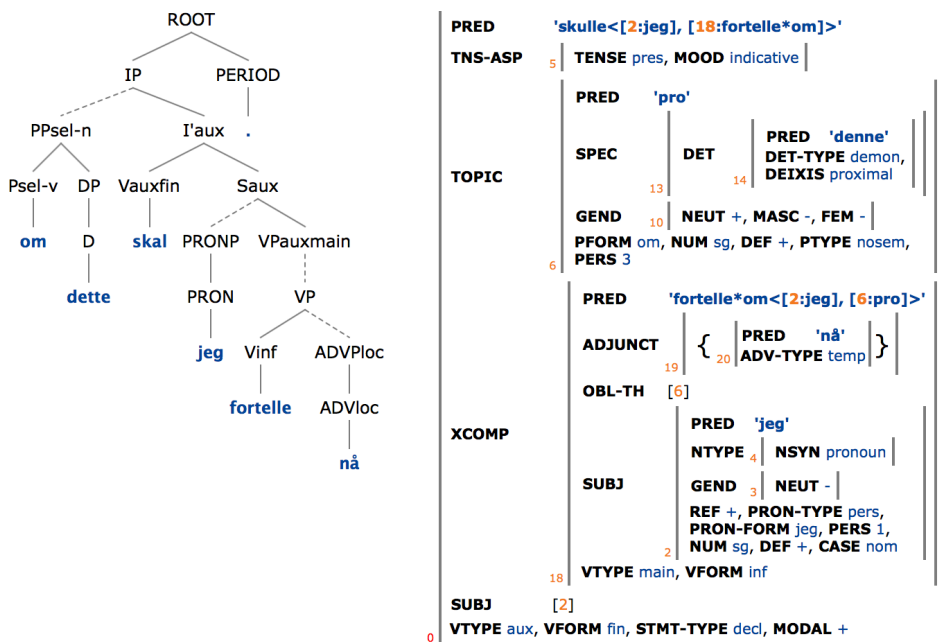 ROOT
IP PERIOD
PPsel-n I'aux .
Psel-v DP Vauxfin Saux
om D skal PRONP VPauxmain
dette PRON VP
jeg Vinf ADVPloc
fortelle ADVloc
nå
PRED 'skulle<[2:jeg], [18:fortelle*om]>'
TNS-ASP 5 TENSE pres, MOOD indicative
TOPIC
PRED 'pro'
SPEC 13 DET 14 PRED 'denne'
DET-TYPE demon,
DEIXIS proximal
GEND 10 NEUT +, MASC -, FEM -
PFORM om, NUM sg, DEF +, PTYPE nosem,
6 PERS 3
XCOMP
PRED 'fortelle*om<[2:jeg], [6:pro]>'
ADJUNCT 19 { 20 PRED 'nå'
ADV-TYPE temp }
OBL-TH [6]
SUBJ
PRED 'jeg'
NTYPE 4 NSYN pronoun
GEND 3 NEUT -
REF +, PRON-TYPE pers,
PRON-FORM jeg, PERS 1,
2 NUM sg, DEF +, CASE nom
18 VTYPE main, VFORM inf
SUBJ [2]
0 VTYPE aux, VFORM fin, STMT-TYPE decl, MODAL +